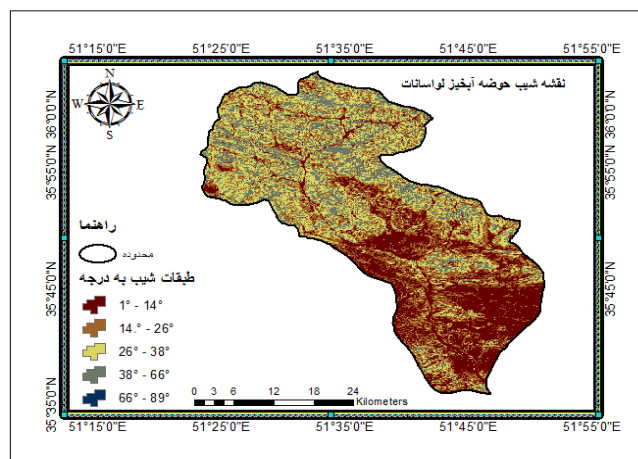 51°15'0"E 51°25'0"E 51°35'0"E 51°45'0"E 51°55'0"E
نقشه شیب حوضه آبخیز لواسانات
N
W E
S
36°0'0"N 36°0'0"N
35°55'0"N 35°55'0"N
35°45'0"N 35°45'0"N
35°35'0"N 35°35'0"N
راهنما
محدوده
طبقات شیب به درجه
1° - 14°
14.° - 26°
26° - 38°
38° - 66°
66° - 89°
0 3 6 12 18 24
Kilometers
51°15'0"E 51°25'0"E 51°35'0"E 51°45'0"E 51°55'0"E